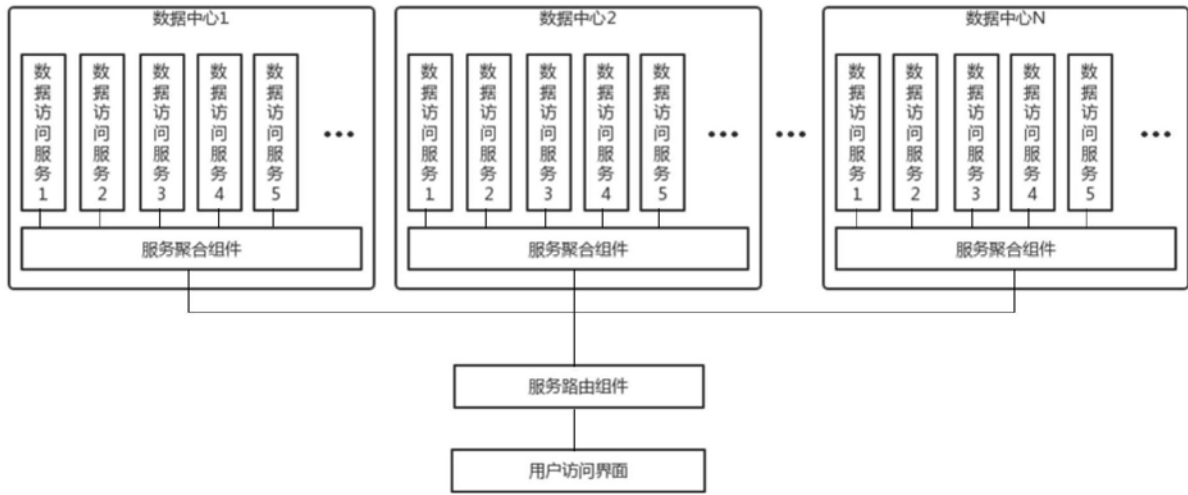 数据中心1
数据访问服务1
数据访问服务2
数据访问服务3
数据访问服务4
数据访问服务5
•••
服务聚合组件
数据中心2
数据访问服务1
数据访问服务2
数据访问服务3
数据访问服务4
数据访问服务5
•••
服务聚合组件
•••
数据中心N
数据访问服务1
数据访问服务2
数据访问服务3
数据访问服务4
数据访问服务5
•••
服务聚合组件
服务路由组件
用户访问界面